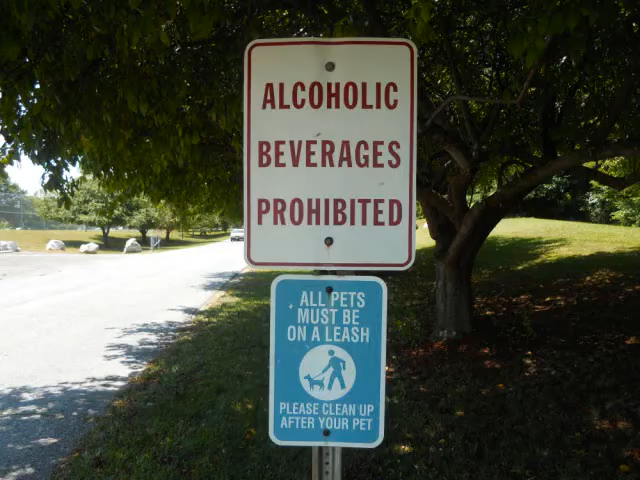 ALCOHOLIC
BEVERAGES
PROHIBITED
ALL PETS
MUST BE
ON A LEASH
PLEASE CLEAN UP
AFTER YOUR PET